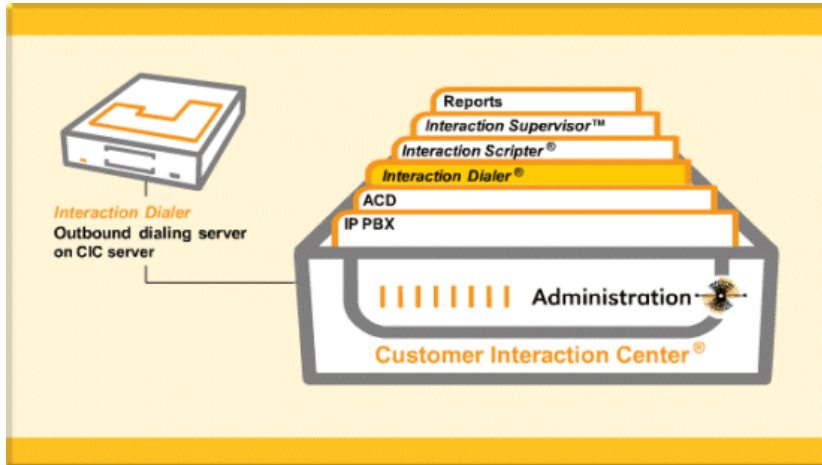 Reports
Interaction Supervisor™
Interaction Scripter®
Interaction Dialer®
ACD
IP PBX
Interaction Dialer
Outbound dialing server
on CIC server
Administration
Customer Interaction Center®